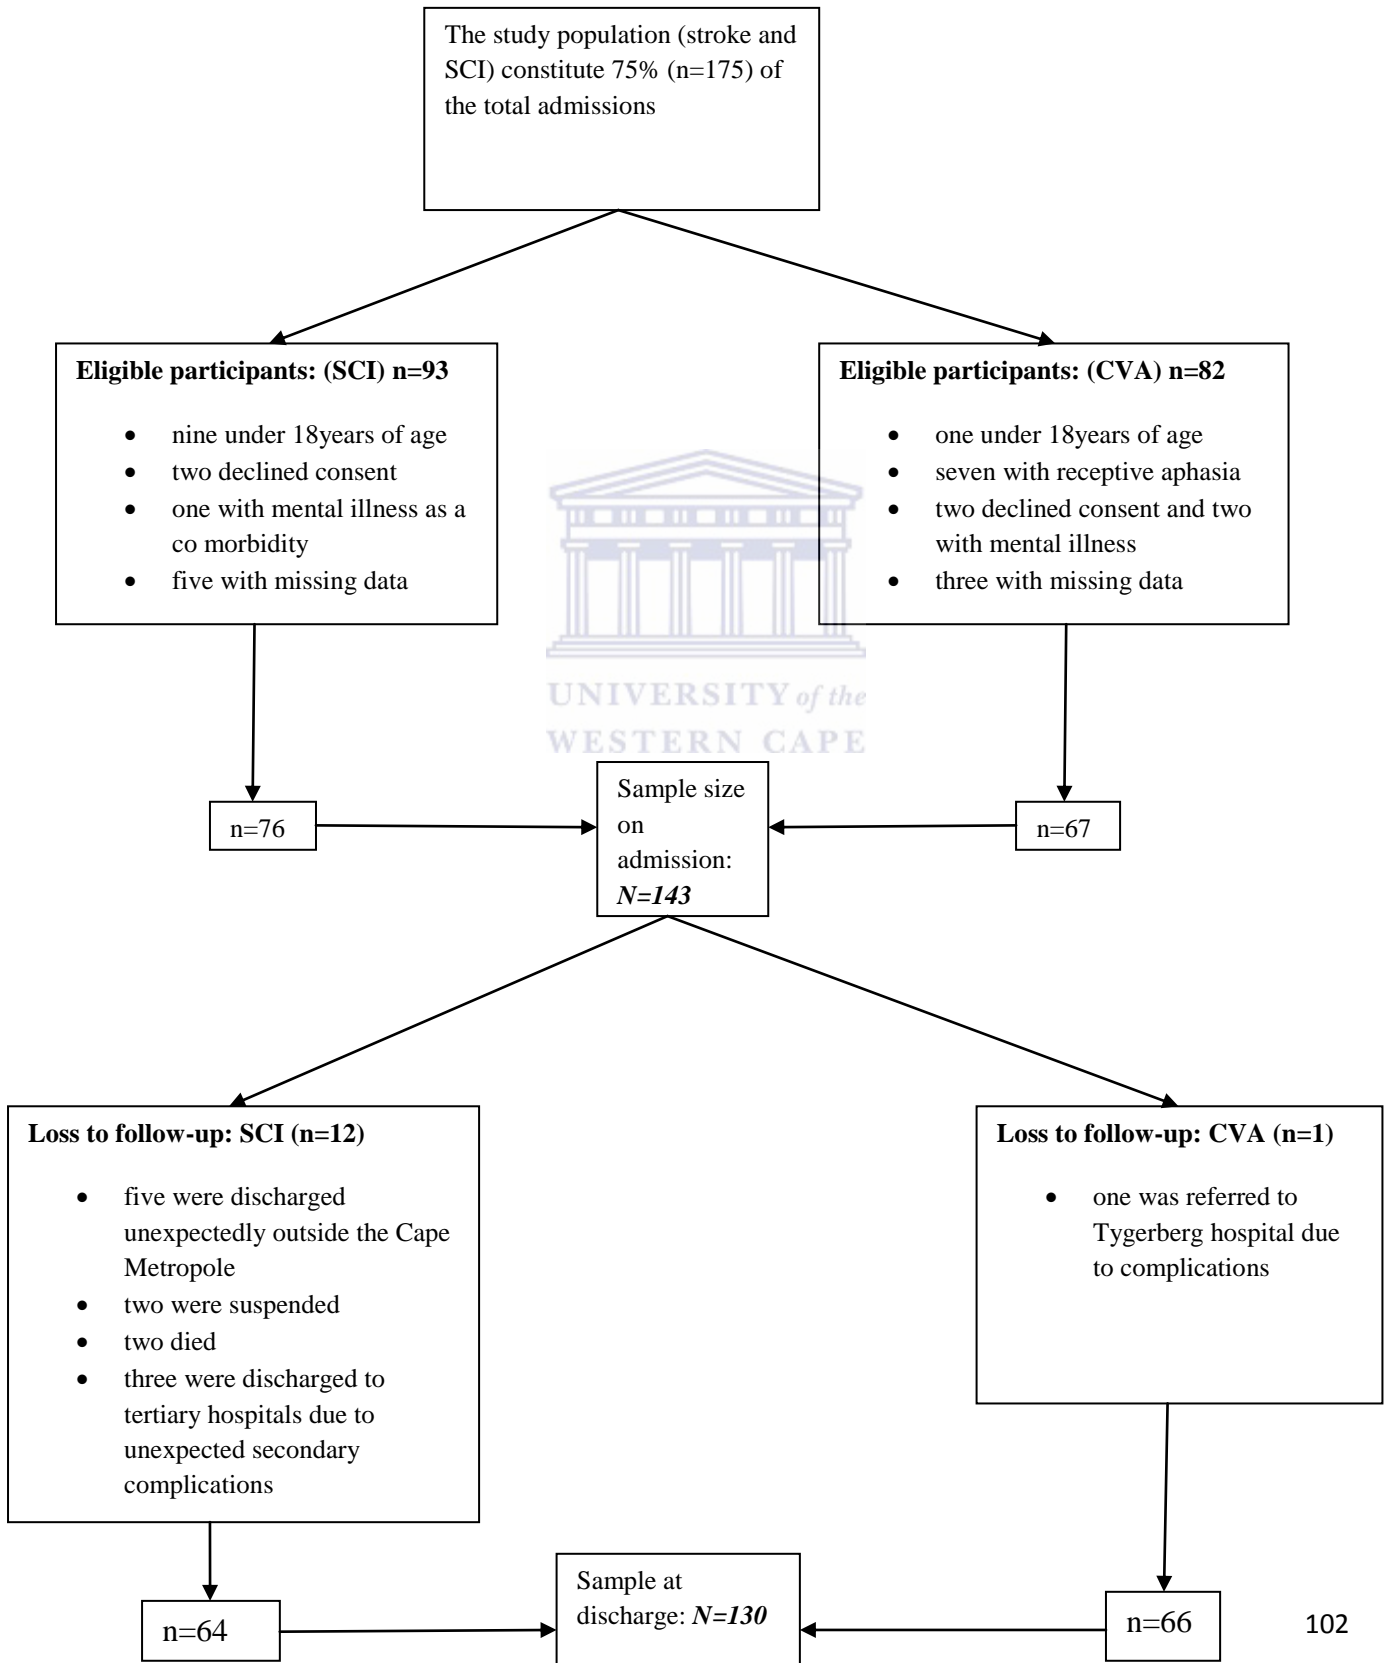 The study population (stroke and
SCI) constitute 75% (n=175) of
the total admissions
Eligible participants: (SCI) n=93
• nine under 18years of age
• two declined consent
• one with mental illness as a
co morbidity
• five with missing data
Eligible participants: (CVA) n=82
• one under 18years of age
• seven with receptive aphasia
• two declined consent and two
with mental illness
• three with missing data
UNIVERSITY of the
WESTERN CAPE
n=76
Sample size
on
admission:
N=143
n=67
Loss to follow-up: SCI (n=12)
• five were discharged
unexpectedly outside the Cape
Metropole
• two were suspended
• two died
• three were discharged to
tertiary hospitals due to
unexpected secondary
complications
Loss to follow-up: CVA (n=1)
• one was referred to
Tygerberg hospital due
to complications
n=64
Sample at
discharge: N=130
n=66
102